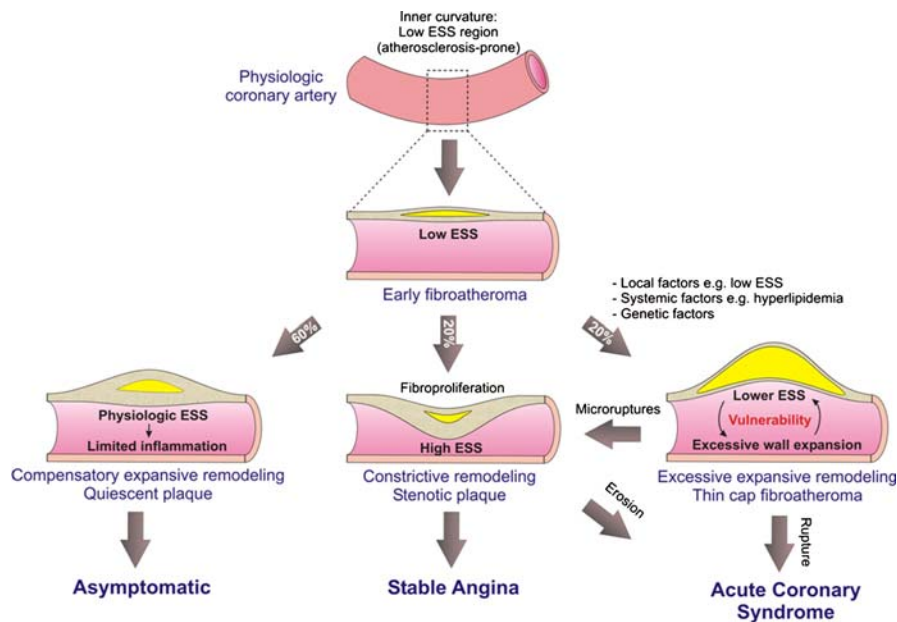 Inner curvature:
Low ESS region
(atherosclerosis-prone)
Physiologic
coronary artery
Low ESS
Early fibroatheroma
- Local factors e.g. low ESS
- Systemic factors e.g. hyperlipidemia
- Genetic factors
60%
20%
20%
Physiologic ESS
Limited inflammation
Compensatory expansive remodeling
Quiescent plaque
Fibroproliferation
High ESS
Constrictive remodeling
Stenotic plaque
Microruptures
Lower ESS
Vulnerability
Excessive wall expansion
Excessive expansive remodeling
Thin cap fibroatheroma
Erosion
Rupture
Asymptomatic
Stable Angina
Acute Coronary
Syndrome